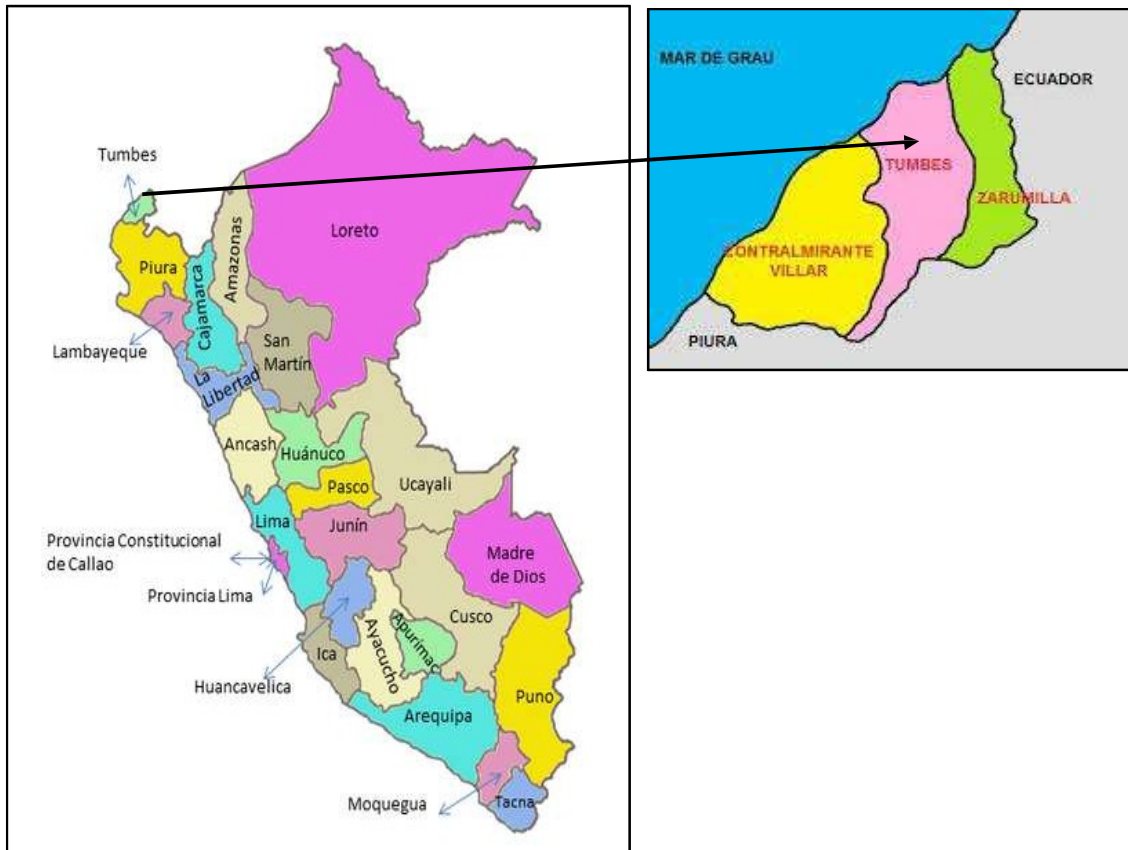 Tumbes
Loreto
Amazonas
Piura
Cajamarca
Lambayeque
San
Martín
La
Libertad
Ancash
Huánuco
Ucayali
Pasco
Lima
Junín
Provincia Constitucional
de Callao
Madre
de Dios
Provincia Lima
Cusco
Apurímac
Ayacucho
Ica
Huancavelica
Puno
Arequipa
Moquegua
Tacna
MAR DE GRAU
ECUADOR
TUMBES
ZARUMILLA
CONTRALMIRANTE
VILLAR
PIURA